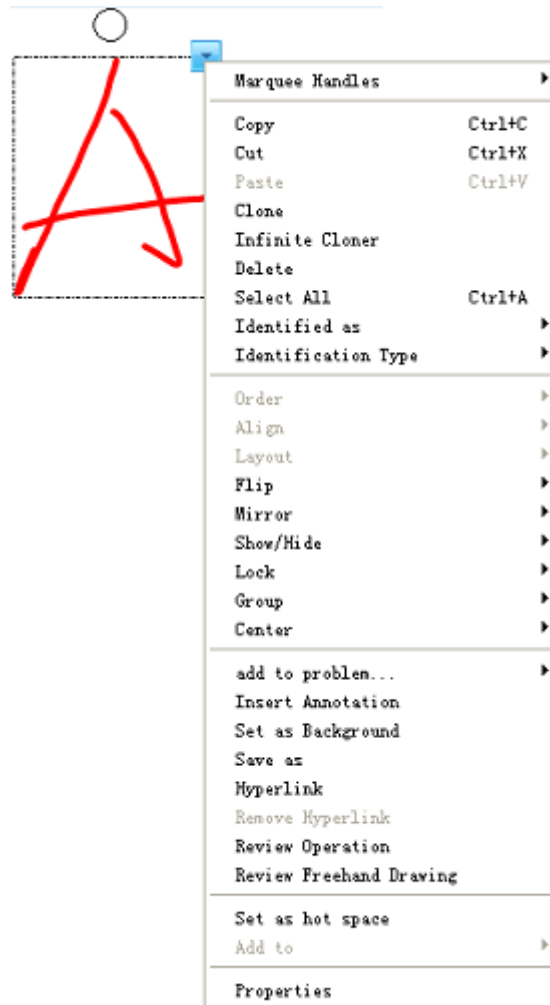 A
Marquee Handles
Copy Ctrl+C
Cut Ctrl+X
Paste Ctrl+V
Clone
Infinite Cloner
Delete
Select All Ctrl+A
Identified as
Identification Type
Order
Align
Layout
Flip
Mirror
Show/Hide
Lock
Group
Center
add to problem...
Insert Annotation
Set as Background
Save as
Hyperlink
Remove Hyperlink
Review Operation
Review Freehand Drawing
Set as hot space
Add to
Properties